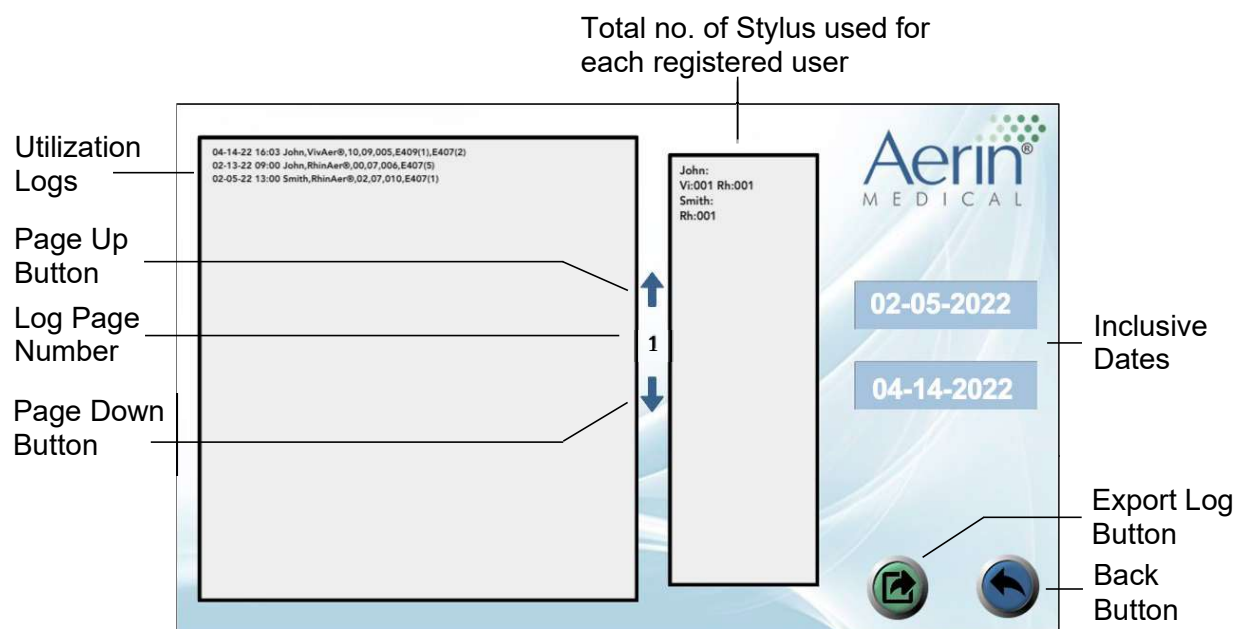 Total no. of Stylus used for
each registered user
Utilization
Logs
Page Up
Button
Log Page
Number
Page Down
Button
04-14-22 16:03 John,VivAer®,10,09,005,E409(1),E407(2)
02-13-22 09:00 John,RhinAer®,00,07,006,E407(5)
02-05-22 13:00 Smith,RhinAer®,02,07,010,E407(1)
1
John:
Vi:001 Rh:001
Smith:
Rh:001
Aerin®
MEDICAL
02-05-2022
04-14-2022
Inclusive
Dates
Export Log
Button
Back
Button